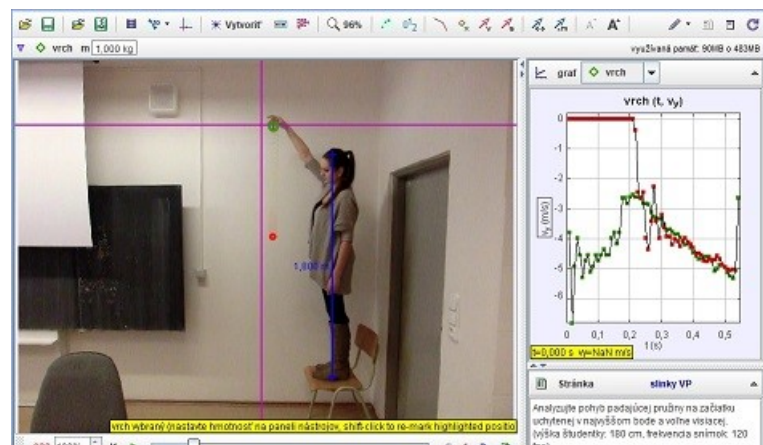 Vytvoriť 96%
vrch m 1,000 kg
využívaná pamäť: 90MB o 483MB
graf vrch
vrch (t, vy)
0
-1
-2
-3
-4
-5
-6
vy (m/s)
0 0,1 0,2 0,3 0,4 0,5
t (s)
t=0,000 s vy=NaN m/s
1,800
vrch vybraný (nastavte hmotnosť na paneli nástrojov, shift-click to re-mark highlighted positio
Stránka slinky VP
Analyzujte pohyb padajúcej pružiny na začiatku
uchytenej v najvyššom bode a voľne visiacej.
(výška študentky: 180 cm, frekvencia snímok: 120
100%